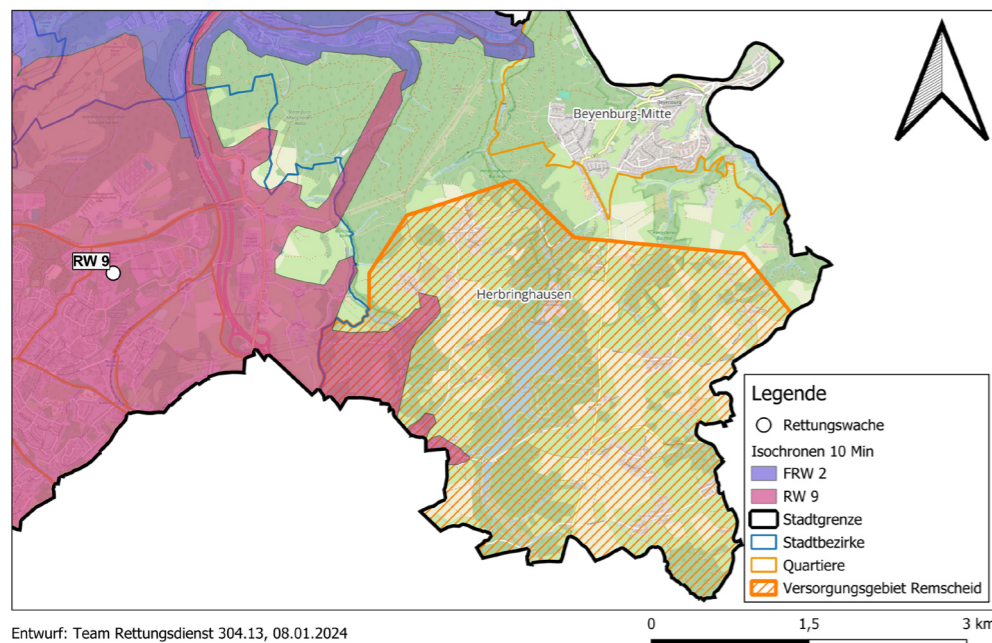 Beyenburg-Mitte
RW 9
Herbringhausen
Legende
Rettungswache
Isochronen 10 Min
FRW 2
RW 9
Stadtgrenze
Stadtbezirke
Quartiere
Versorgungsgebiet Remscheid
Entwurf: Team Rettungsdienst 304.13, 08.01.2024
0 1,5 3 km